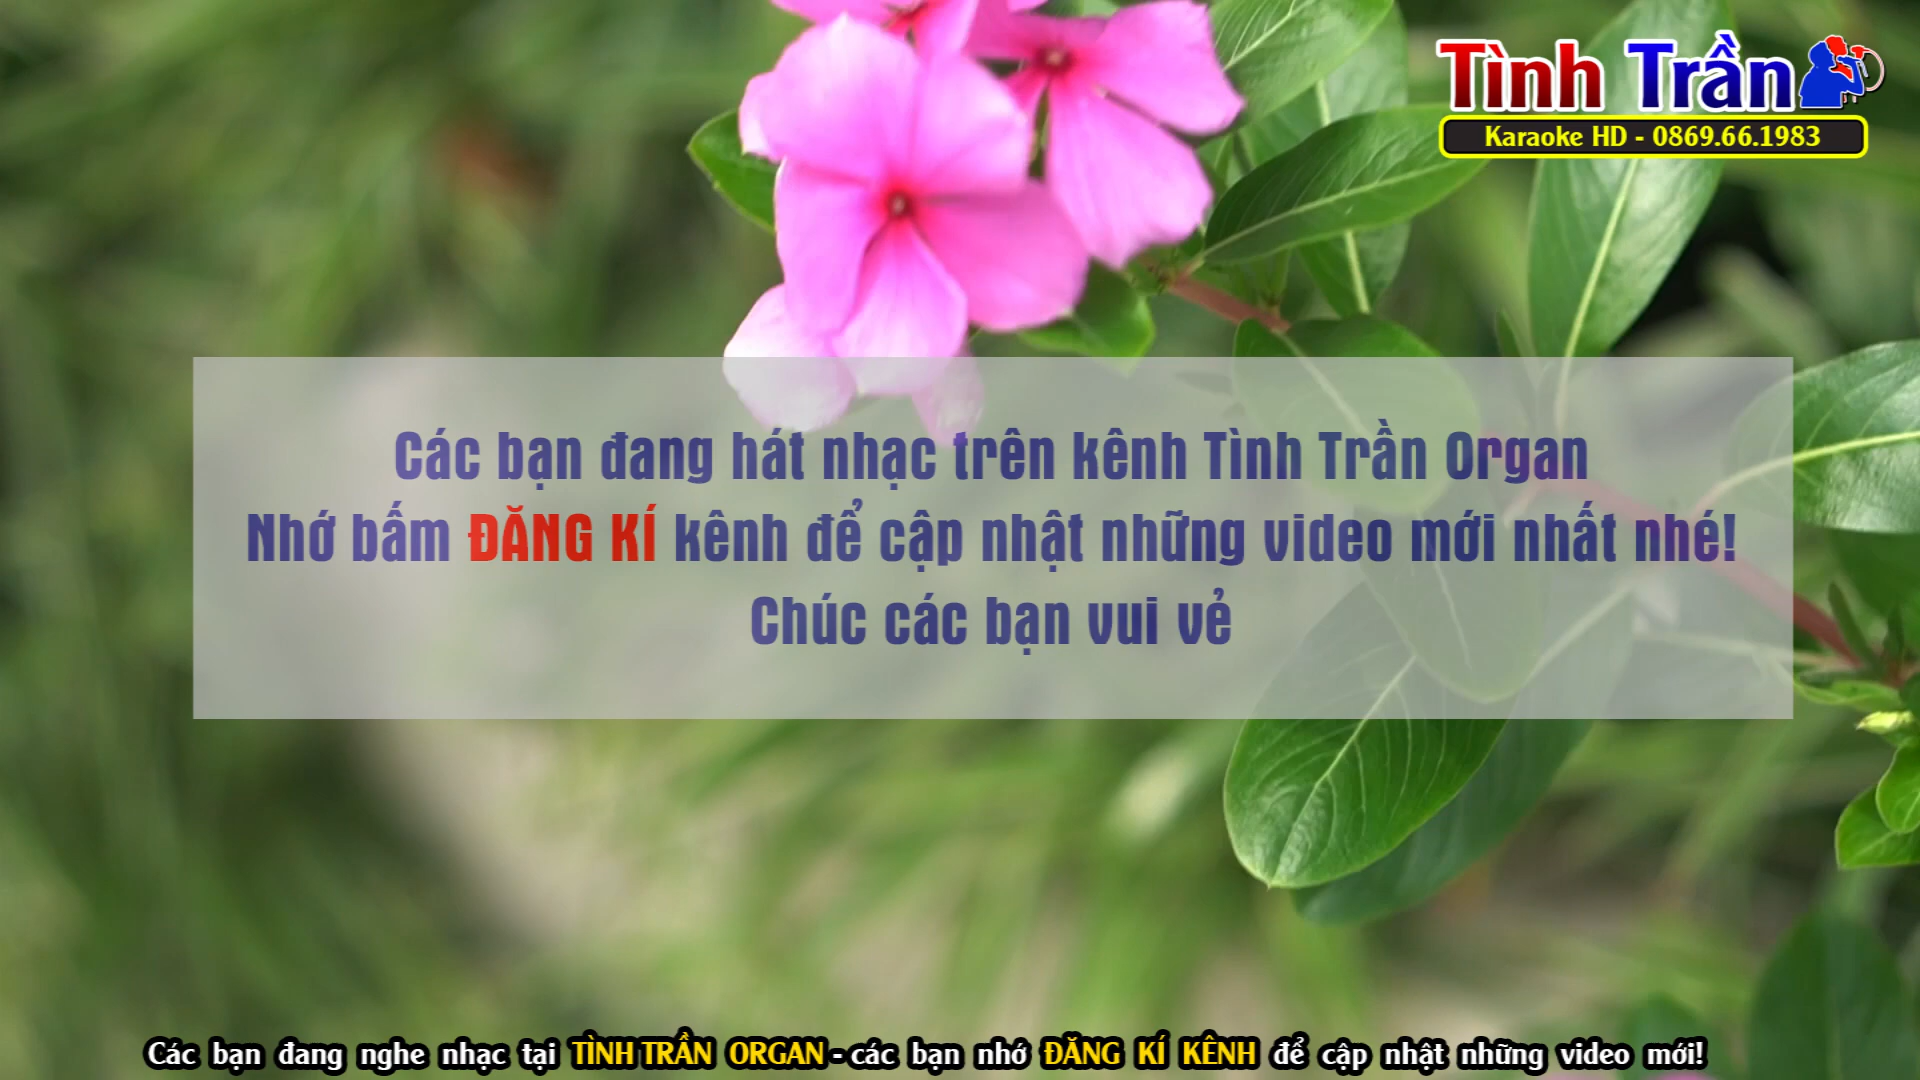 Tình Trần
Karaoke HD - 0869.66.1983
Các bạn đang hát nhạc trên kênh Tình Trần Organ
Nhớ bấm ĐĂNG KÍ kênh để cập nhật những video mới nhất nhé!
Chúc các bạn vui vẻ
Các bạn đang nghe nhạc tại TÌNH TRẦN ORGAN - các bạn nhớ ĐĂNG KÍ KÊNH để cập nhật những video mới!